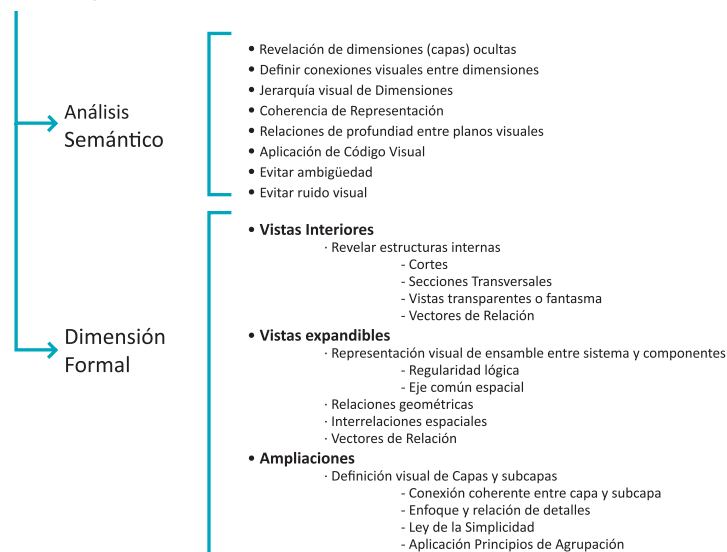 Análisis
Semántico
• Revelación de dimensiones (capas) ocultas
• Definir conexiones visuales entre dimensiones
• Jerarquía visual de Dimensiones
• Coherencia de Representación
• Relaciones de profundiad entre planos visuales
• Aplicación de Código Visual
• Evitar ambigüedad
• Evitar ruido visual
Dimensión
Formal
• Vistas Interiores
· Revelar estructuras internas
- Cortes
- Secciones Transversales
- Vistas transparentes o fantasma
- Vectores de Relación
• Vistas expandibles
· Representación visual de ensamble entre sistema y componentes
- Regularidad lógica
- Eje común espacial
· Relaciones geométricas
· Interrelaciones espaciales
· Vectores de Relación
• Ampliaciones
· Definición visual de Capas y subcapas
- Conexión coherente entre capa y subcapa
- Enfoque y relación de detalles
- Ley de la Simplicidad
- Aplicación Principios de Agrupación